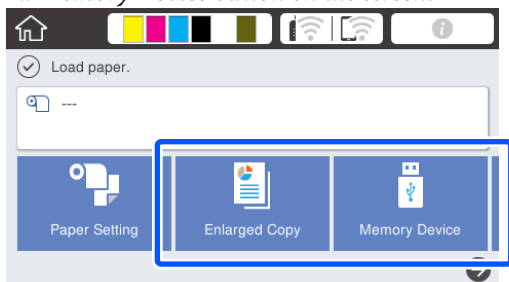 Load paper.
---
Paper Setting
Enlarged Copy
Memory Device